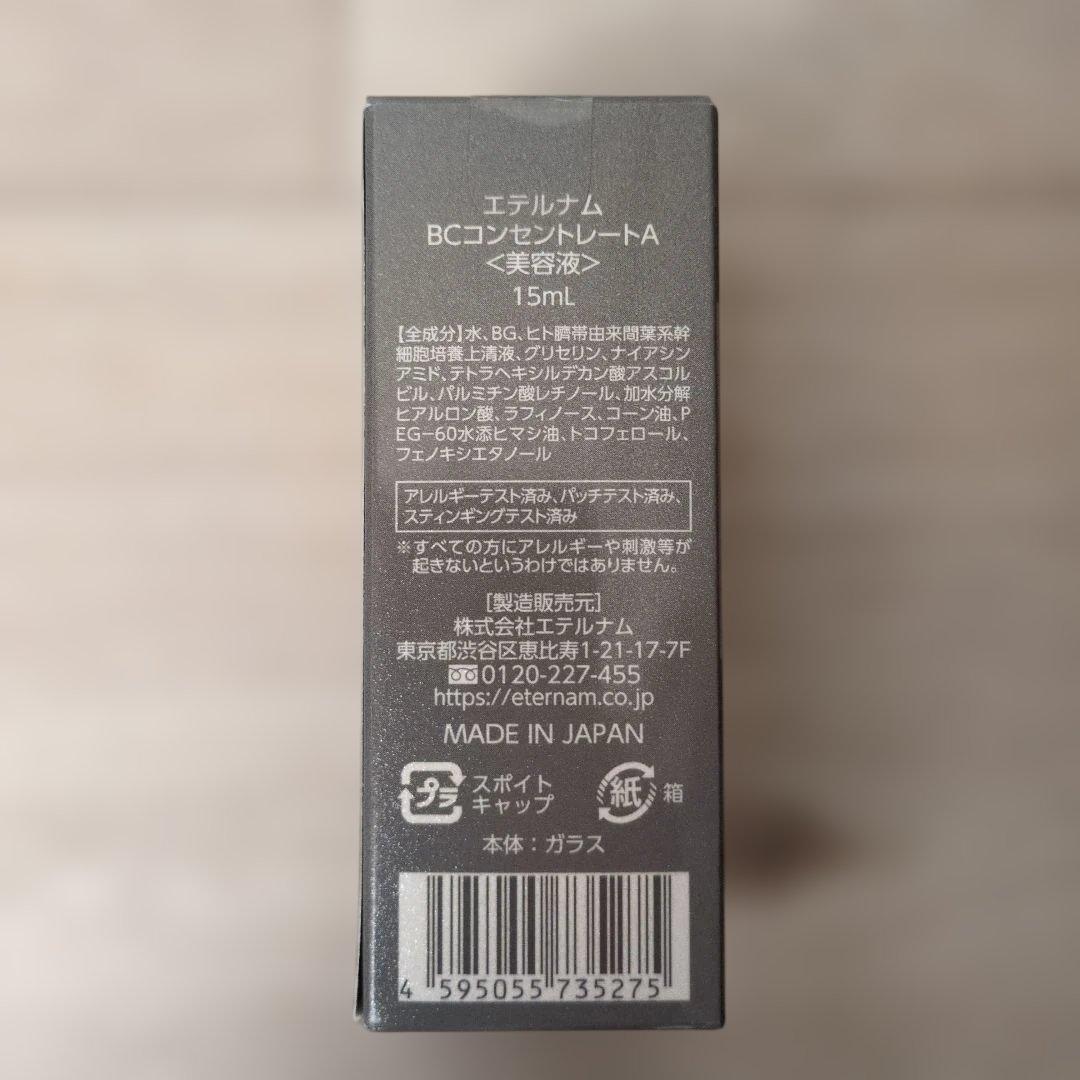 エテルナム
BCコンセントレートA
<美容液>
15mL
【全成分】水、BG、ヒト臍帯由来間葉系幹
細胞培養上清液、グリセリン、ナイアシン
アミド、テトラヘキシルデカン酸アスコル
ビル、パルミチン酸レチノール、加水分解
ヒアルロン酸、ラフィノース、コーン油、P
EG−60水添ヒマシ油、トコフェロール、
フェノキシエタノール
アレルギーテスト済み、パッチテスト済み、
スティンギングテスト済み
※すべての方にアレルギーや刺激等が
起きないというわけではありません。
[製造販売元]
株式会社エテルナム
東京都渋谷区恵比寿1-21-17-7F
0120-227-455
https://eternam.co.jp
MADE IN JAPAN
プラ スポイト
キャップ
紙 箱
本体：ガラス
4 595055 735275